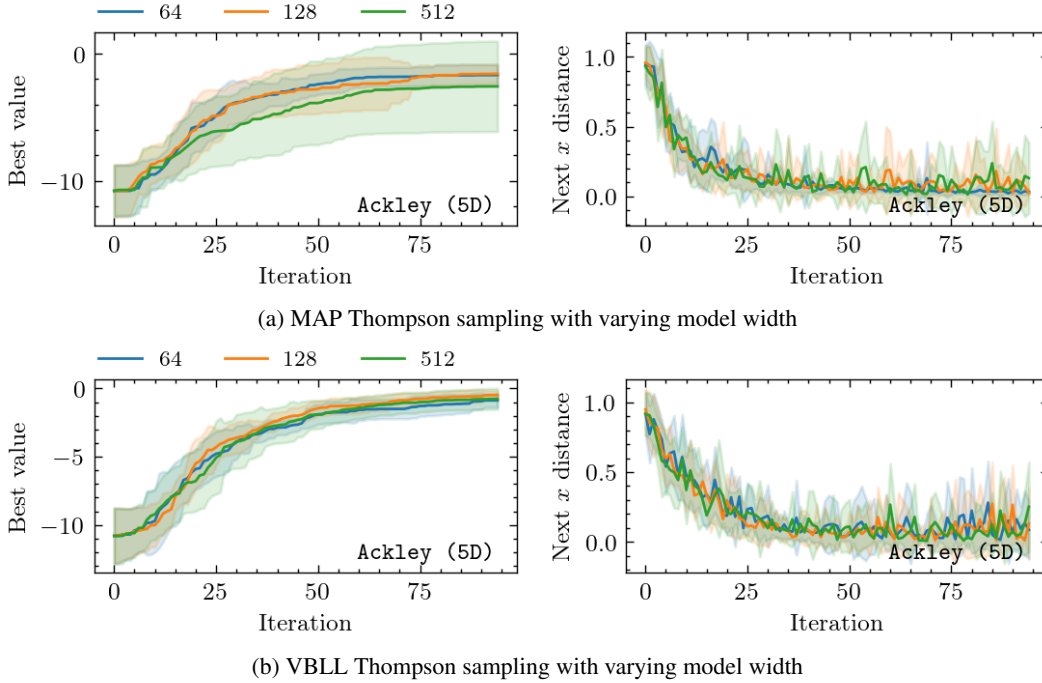 64 128 512
0
−10
Best value
0 25 50 75
Iteration
Ackley (5D)
1.0
0.5
0.0
Next x distance
0 25 50 75
Iteration
Ackley (5D)
(a) MAP Thompson sampling with varying model width
64 128 512
0
−5
−10
Best value
0 25 50 75
Iteration
Ackley (5D)
1.0
0.5
0.0
Next x distance
0 25 50 75
Iteration
Ackley (5D)
(b) VBLL Thompson sampling with varying model width